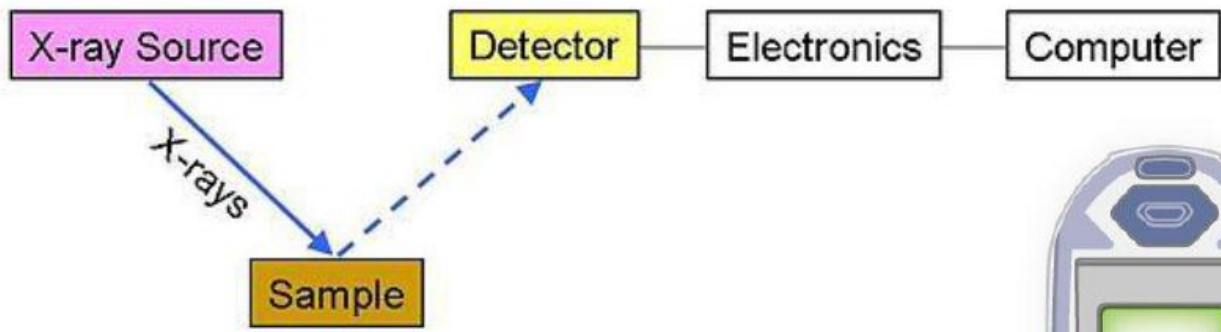 X-ray Source
Detector
Electronics
Computer
X-rays
Sample